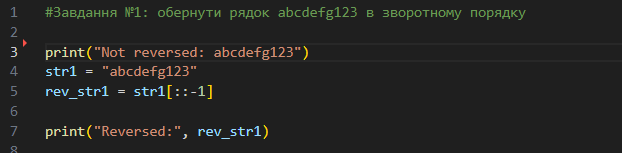 1 #Завдання №1: обернути рядок abcdefg123 в зворотному порядку
2
3 print("Not reversed: abcdefg123")
4 str1 = "abcdefg123"
5 rev_str1 = str1[::-1]
6
7 print("Reversed:", rev_str1)
8